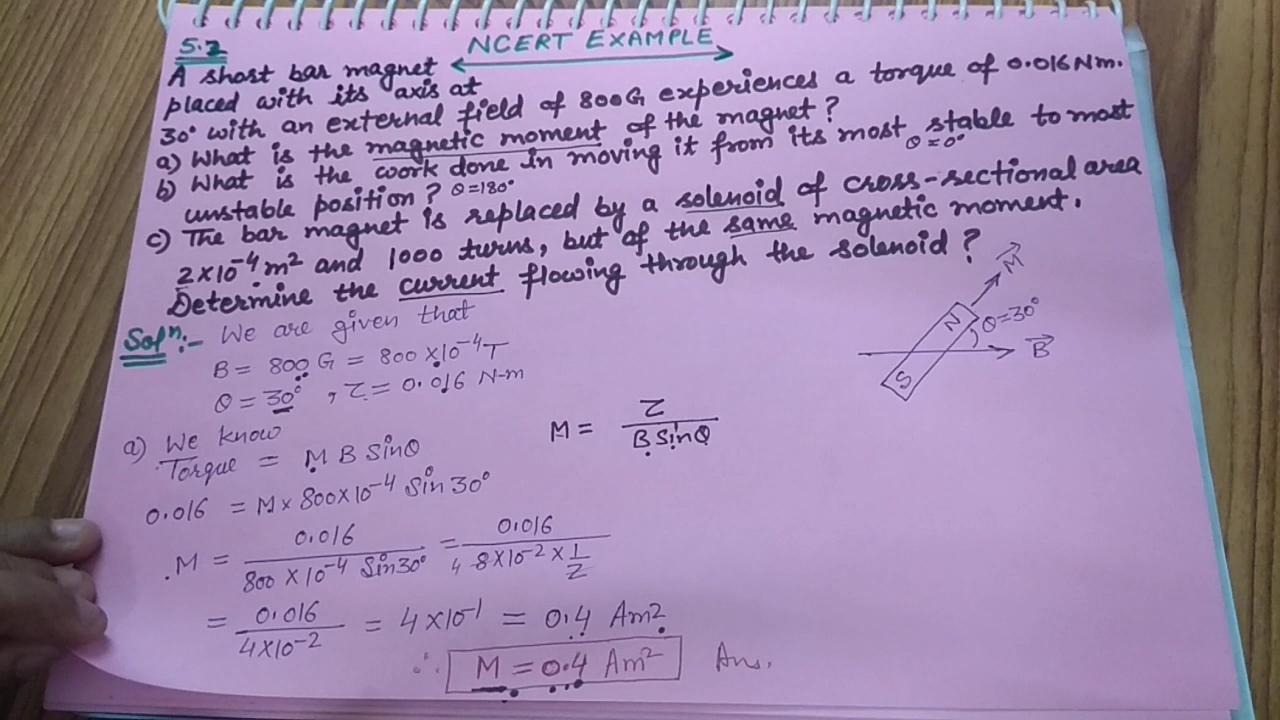 5.2
NCERT EXAMPLE
A short bar magnet
placed with its axis at
30° with an external field of 800G experiences a torque of 0.016Nm.
a) What is the magnetic moment of the magnet?
b) What is the work done in moving it from its most stable to most
θ=0°
unstable position? θ=180°
c) The bar magnet is replaced by a solenoid of cross-sectional area
2×10⁻⁴m² and 1000 turns, but of the same magnetic moment.
Determine the current flowing through the solenoid?
Solⁿ:- We are given that
B = 800 G = 800 × 10⁻⁴T
θ = 30°, τ = 0.016 N-m
M
N
θ=30°
B
S
a) We know
Torque = M B Sinθ
M = τ / B Sinθ
0.016 = M × 800×10⁻⁴ Sin 30°
M = 0.016 / 800 × 10⁻⁴ Sin30° = 0.016 / 4 8×10⁻² × 1/2
= 0.016 / 4×10⁻² = 4×10⁻¹ = 0.4 Am²
∴ M = 0.4 Am² Ans.